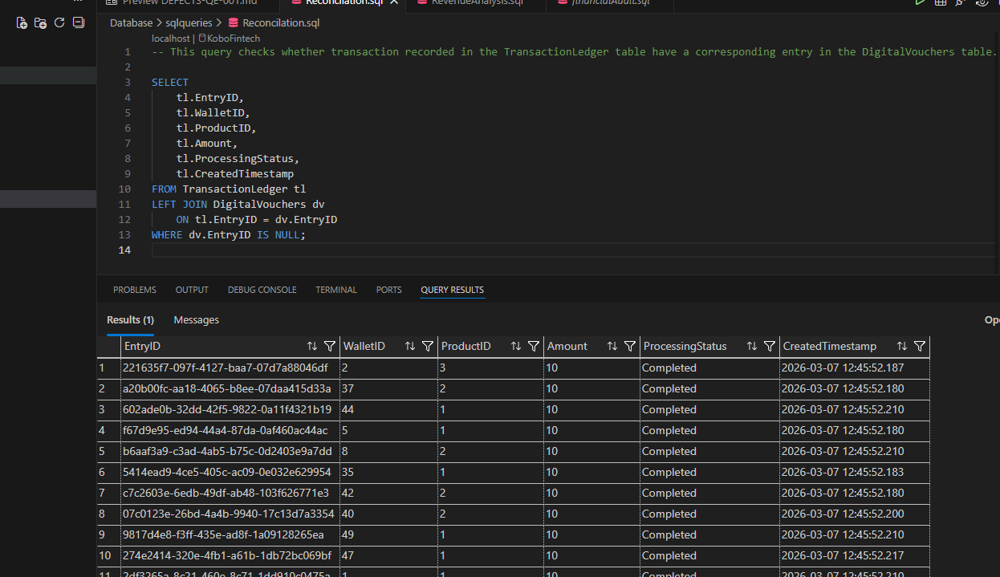 Preview DEFECTS-QE-001.md
Reconcilation.sql
RevenueAnalysis.sql
financialAudit.sql
Database > sqlqueries > Reconcilation.sql
localhost | KoboFintech
1 -- This query checks whether transaction recorded in the TransactionLedger table have a corresponding entry in the DigitalVouchers table.
2
3 SELECT
4 tl.EntryID,
5 tl.WalletID,
6 tl.ProductID,
7 tl.Amount,
8 tl.ProcessingStatus,
9 tl.CreatedTimestamp
10 FROM TransactionLedger tl
11 LEFT JOIN DigitalVouchers dv
12 ON tl.EntryID = dv.EntryID
13 WHERE dv.EntryID IS NULL;
14
PROBLEMS OUTPUT DEBUG CONSOLE TERMINAL PORTS QUERY RESULTS
Results (1) Messages
EntryID WalletID ProductID Amount ProcessingStatus CreatedTimestamp
1 221635f7-097f-4127-baa7-07d7a88046df 2 3 10 Completed 2026-03-07 12:45:52.187
2 a20b00fc-aa18-4065-b8ee-07daa415d33a 37 2 10 Completed 2026-03-07 12:45:52.180
3 602ade0b-32dd-42f5-9822-0a11f4321b19 44 1 10 Completed 2026-03-07 12:45:52.210
4 f67d9e95-ed94-44a4-87da-0af460ac44ac 5 1 10 Completed 2026-03-07 12:45:52.180
5 b6aaf3a9-c3ad-4ab5-b75c-0d2403e9a7dd 8 2 10 Completed 2026-03-07 12:45:52.210
6 5414ead9-4ce5-405c-ac09-0e032e629954 35 1 10 Completed 2026-03-07 12:45:52.183
7 c7c2603e-6edb-49df-ab48-103f626771e3 42 2 10 Completed 2026-03-07 12:45:52.180
8 07c0123e-26bd-4a4b-9940-17c13d7a3354 40 2 10 Completed 2026-03-07 12:45:52.200
9 9817d4e8-f3ff-435e-ad8f-1a09128265ea 49 1 10 Completed 2026-03-07 12:45:52.210
10 274e2414-320e-4fb1-a61b-1db72bc069bf 47 1 10 Completed 2026-03-07 12:45:52.217
11 2df3265a-8c21-460e-8c71-1dd910c0475a 1 1 10 Completed